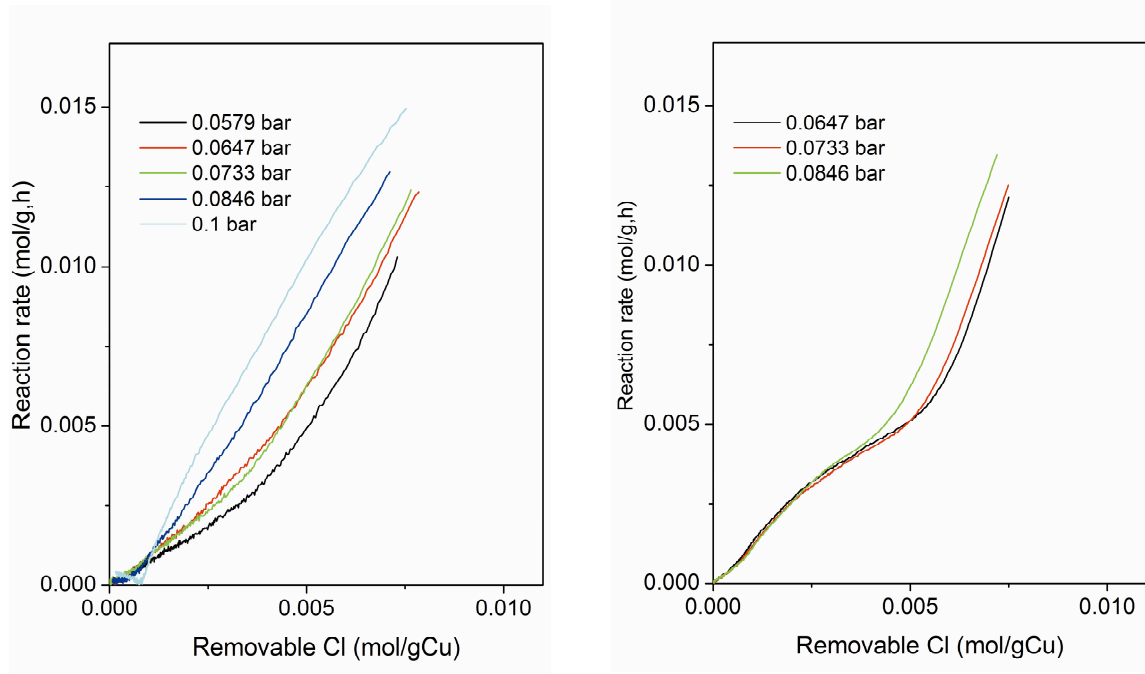 0.015
0.010
0.005
0.000
Reaction rate (mol/g,h)
0.0579 bar
0.0647 bar
0.0733 bar
0.0846 bar
0.1 bar
0.000
0.005
0.010
Removable Cl (mol/gCu)
0.015
0.010
0.005
0.000
Reaction rate (mol/g,h)
0.0647 bar
0.0733 bar
0.0846 bar
0.000
0.005
0.010
Removable Cl (mol/gCu)